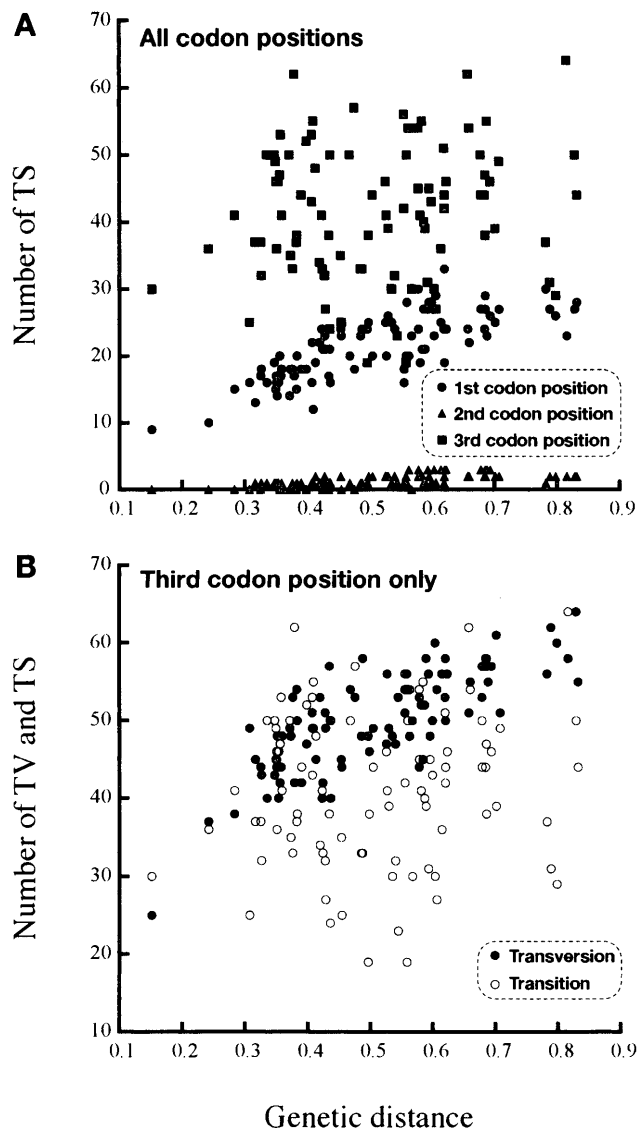 A
All codon positions
70
60
50
40
30
20
10
0
Number of TS
1st codon position
2nd codon position
3rd codon position
0.1 0.2 0.3 0.4 0.5 0.6 0.7 0.8 0.9
B
Third codon position only
70
60
50
40
30
20
10
Number of TV and TS
Transversion
Transition
0.1 0.2 0.3 0.4 0.5 0.6 0.7 0.8 0.9
Genetic distance